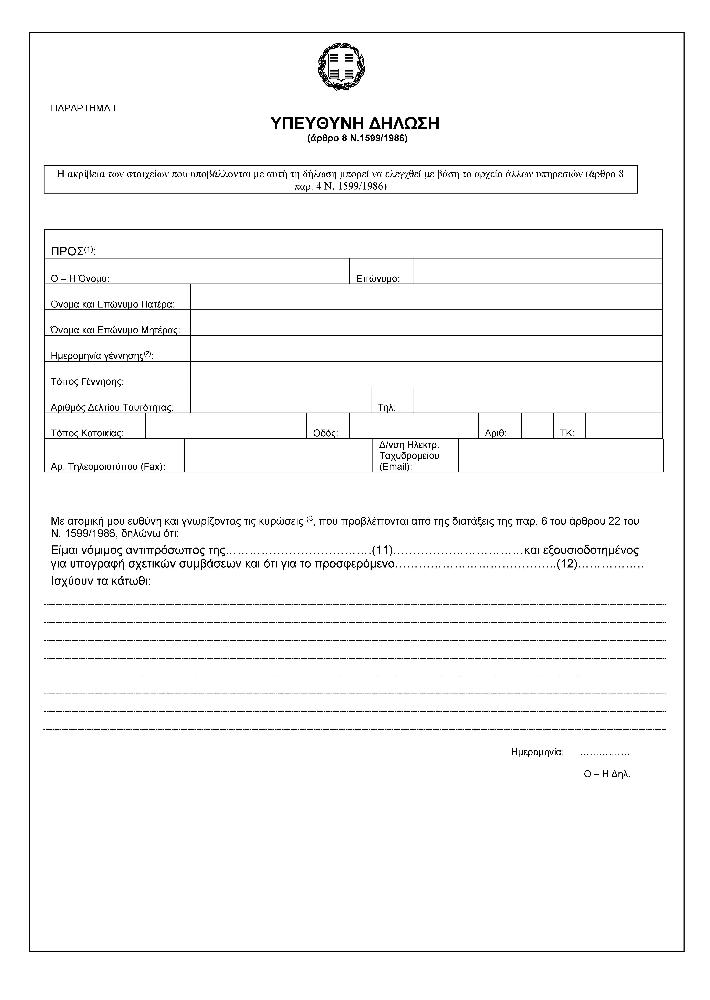 ΠΑΡΑΡΤΗΜΑ Ι
ΥΠΕΥΘΥΝΗ ΔΗΛΩΣΗ
(άρθρο 8 Ν.1599/1986)
Η ακρίβεια των στοιχείων που υποβάλλονται με αυτή τη δήλωση μπορεί να ελεγχθεί με βάση το αρχείο άλλων υπηρεσιών (άρθρο 8
παρ. 4 Ν. 1599/1986)
ΠΡΟΣ(1):
Ο – Η Όνομα: Επώνυμο:
Όνομα και Επώνυμο Πατέρα:
Όνομα και Επώνυμο Μητέρας:
Ημερομηνία γέννησης(2):
Τόπος Γέννησης:
Αριθμός Δελτίου Ταυτότητας: Τηλ:
Τόπος Κατοικίας: Οδός: Αριθ: ΤΚ:
Αρ. Τηλεομοιοτύπου (Fax):
Δ/νση Ηλεκτρ.
Ταχυδρομείου
(Εmail):
Με ατομική μου ευθύνη και γνωρίζοντας τις κυρώσεις (3, που προβλέπονται από της διατάξεις της παρ. 6 του άρθρου 22 του
Ν. 1599/1986, δηλώνω ότι:
Είμαι νόμιμος αντιπρόσωπος της……………………………….(11)……………………………και εξουσιοδοτημένος
για υπογραφή σχετικών συμβάσεων και ότι για το προσφερόμενο…………………………………..(12)……………..
Ισχύουν τα κάτωθι:
Ημερομηνία: ……….……
Ο – Η Δηλ.